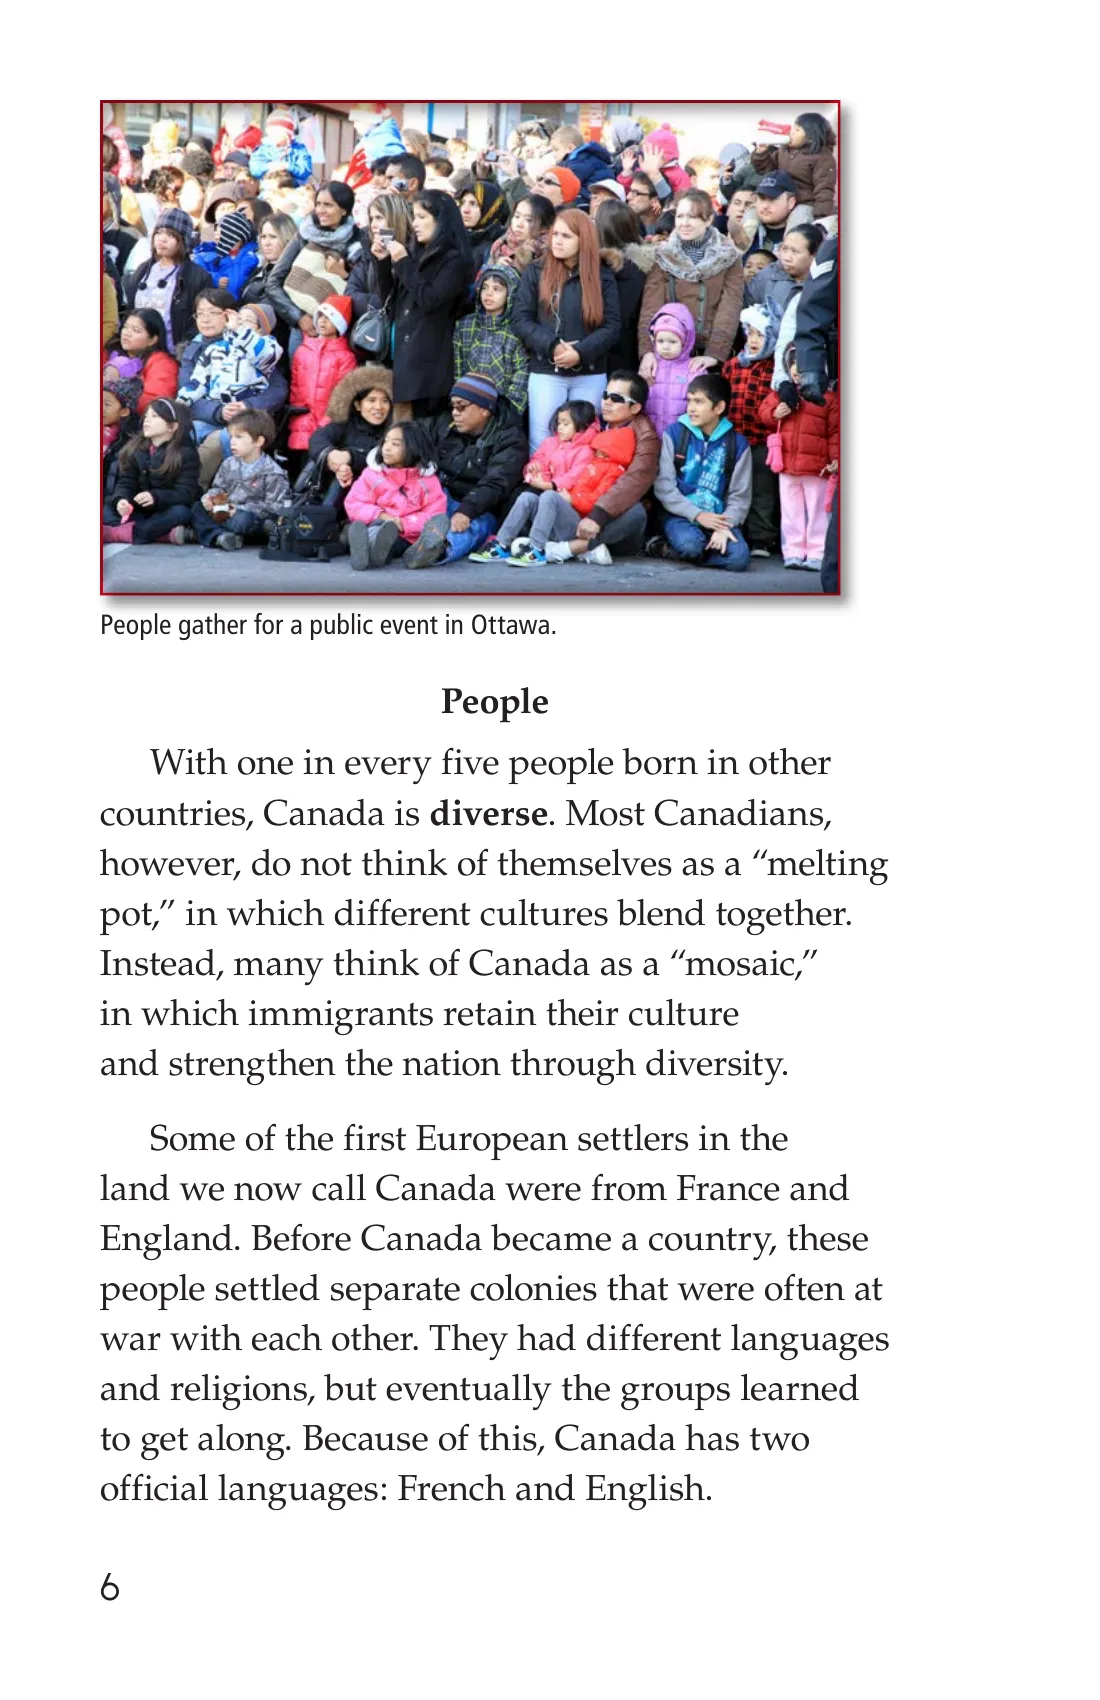 People gather for a public event in Ottawa.
People
With one in every five people born in other
countries, Canada is diverse. Most Canadians,
however, do not think of themselves as a “melting
pot,” in which different cultures blend together.
Instead, many think of Canada as a “mosaic,”
in which immigrants retain their culture
and strengthen the nation through diversity.
Some of the first European settlers in the
land we now call Canada were from France and
England. Before Canada became a country, these
people settled separate colonies that were often at
war with each other. They had different languages
and religions, but eventually the groups learned
to get along. Because of this, Canada has two
official languages: French and English.
6